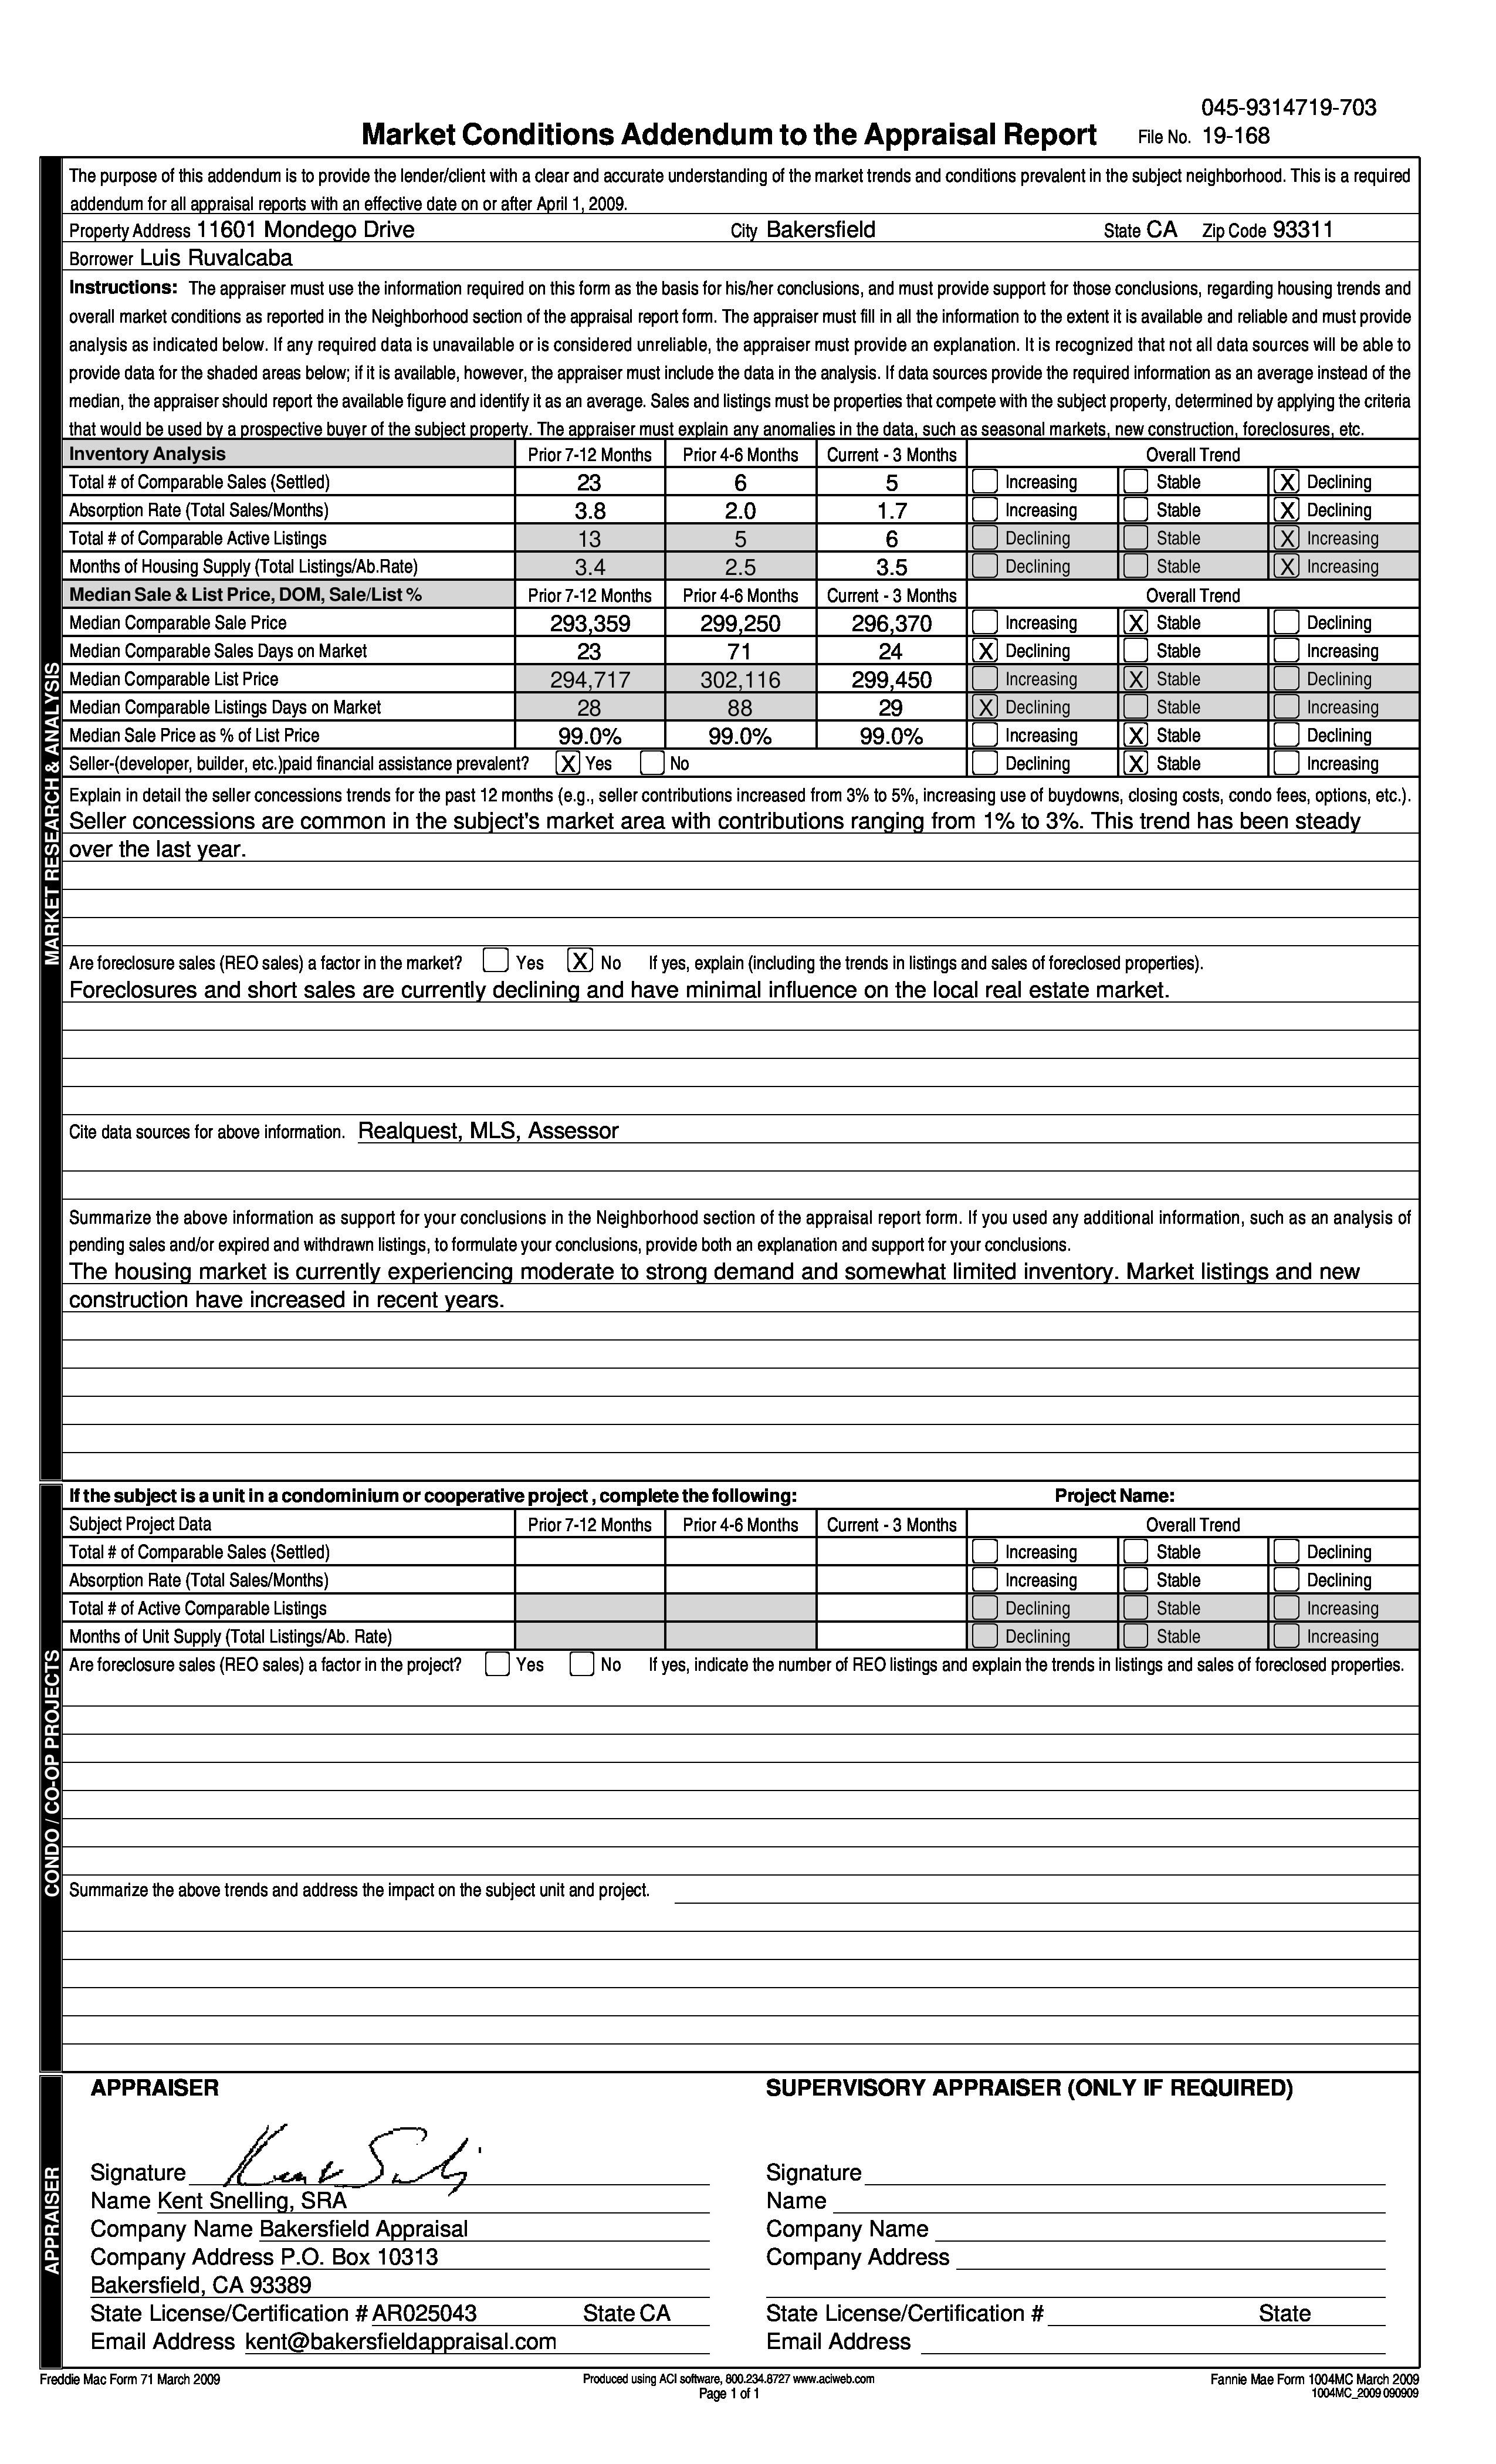 045-9314719-703
Market Conditions Addendum to the Appraisal Report File No. 19-168
The purpose of this addendum is to provide the lender/client with a clear and accurate understanding of the market trends and conditions prevalent in the subject neighborhood. This is a required
addendum for all appraisal reports with an effective date on or after April 1, 2009.
Property Address 11601 Mondego Drive City Bakersfield State CA Zip Code 93311
Borrower Luis Ruvalcaba
Instructions: The appraiser must use the information required on this form as the basis for his/her conclusions, and must provide support for those conclusions, regarding housing trends and
overall market conditions as reported in the Neighborhood section of the appraisal report form. The appraiser must fill in all the information to the extent it is available and reliable and must provide
analysis as indicated below. If any required data is unavailable or is considered unreliable, the appraiser must provide an explanation. It is recognized that not all data sources will be able to
provide data for the shaded areas below; if it is available, however, the appraiser must include the data in the analysis. If data sources provide the required information as an average instead of the
median, the appraiser should report the available figure and identify it as an average. Sales and listings must be properties that compete with the subject property, determined by applying the criteria
that would be used by a prospective buyer of the subject property. The appraiser must explain any anomalies in the data, such as seasonal markets, new construction, foreclosures, etc.
Inventory Analysis Prior 7-12 Months Prior 4-6 Months Current - 3 Months Overall Trend
Total # of Comparable Sales (Settled) 23 6 5 Increasing Stable X Declining
Absorption Rate (Total Sales/Months) 3.8 2.0 1.7 Increasing Stable X Declining
Total # of Comparable Active Listings 13 5 6 Declining Stable X Increasing
Months of Housing Supply (Total Listings/Ab.Rate) 3.4 2.5 3.5 Declining Stable X Increasing
Median Sale & List Price, DOM, Sale/List % Prior 7-12 Months Prior 4-6 Months Current - 3 Months Overall Trend
Median Comparable Sale Price 293,359 299,250 296,370 Increasing X Stable Declining
Median Comparable Sales Days on Market 23 71 24 X Declining Stable Increasing
Median Comparable List Price 294,717 302,116 299,450 Increasing X Stable Declining
Median Comparable Listings Days on Market 28 88 29 X Declining Stable Increasing
Median Sale Price as % of List Price 99.0% 99.0% 99.0% Increasing X Stable Declining
Seller-(developer, builder, etc.)paid financial assistance prevalent? X Yes No Declining X Stable Increasing
Explain in detail the seller concessions trends for the past 12 months (e.g., seller contributions increased from 3% to 5%, increasing use of buydowns, closing costs, condo fees, options, etc.).
Seller concessions are common in the subject's market area with contributions ranging from 1% to 3%. This trend has been steady
over the last year.
MARKET RESEARCH & ANALYSIS
Are foreclosure sales (REO sales) a factor in the market? Yes X No If yes, explain (including the trends in listings and sales of foreclosed properties).
Foreclosures and short sales are currently declining and have minimal influence on the local real estate market.
Cite data sources for above information. Realquest, MLS, Assessor
Summarize the above information as support for your conclusions in the Neighborhood section of the appraisal report form. If you used any additional information, such as an analysis of
pending sales and/or expired and withdrawn listings, to formulate your conclusions, provide both an explanation and support for your conclusions.
The housing market is currently experiencing moderate to strong demand and somewhat limited inventory. Market listings and new
construction have increased in recent years.
If the subject is a unit in a condominium or cooperative project , complete the following: Project Name:
Subject Project Data Prior 7-12 Months Prior 4-6 Months Current - 3 Months Overall Trend
Total # of Comparable Sales (Settled) Increasing Stable Declining
Absorption Rate (Total Sales/Months) Increasing Stable Declining
Total # of Active Comparable Listings Declining Stable Increasing
Months of Unit Supply (Total Listings/Ab. Rate) Declining Stable Increasing
Are foreclosure sales (REO sales) a factor in the project? Yes No If yes, indicate the number of REO listings and explain the trends in listings and sales of foreclosed properties.
CONDO / CO-OP PROJECTS
Summarize the above trends and address the impact on the subject unit and project.
APPRAISER SUPERVISORY APPRAISER (ONLY IF REQUIRED)
Signature Kent Snelling Signature
Name Kent Snelling, SRA Name
Company Name Bakersfield Appraisal Company Name
Company Address P.O. Box 10313 Company Address
Bakersfield, CA 93389
State License/Certification # AR025043 State CA State License/Certification # State
Email Address kent@bakersfieldappraisal.com Email Address
APPRAISER
Freddie Mac Form 71 March 2009 Produced using ACI software, 800.234.8727 www.aciweb.com Fannie Mae Form 1004MC March 2009
Page 1 of 1 1004MC_2009 090909